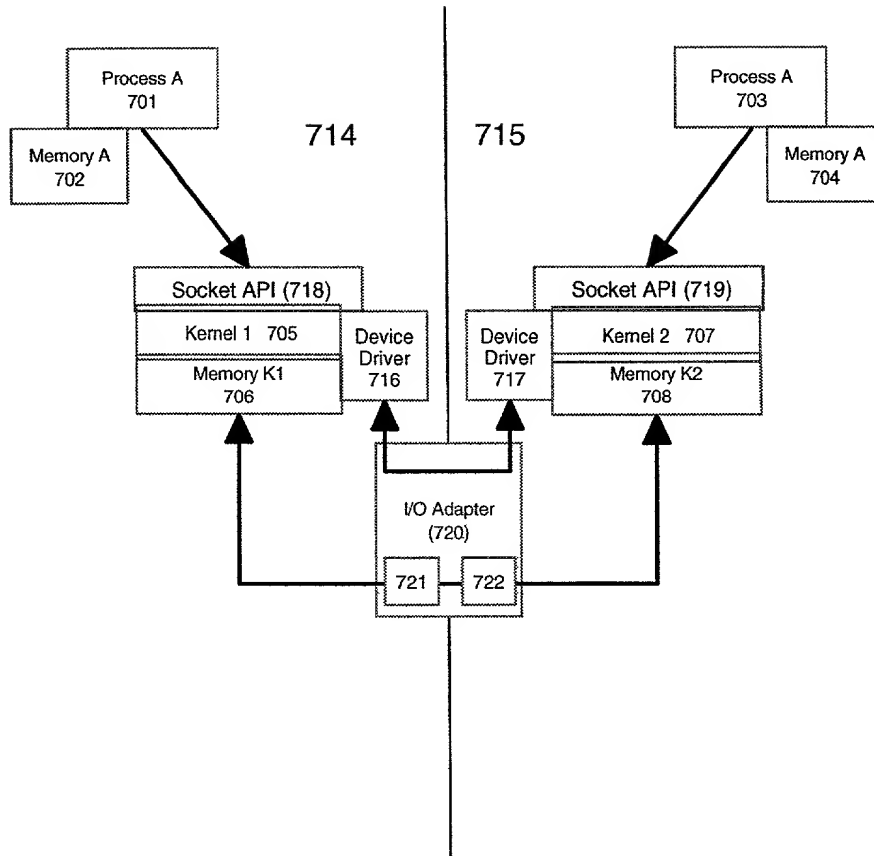 Process A
701
Memory A
702
714
715
Process A
703
Memory A
704
Socket API (718)
Kernel 1 705
Memory K1
706
Device
Driver
716
Socket API (719)
Device
Driver
717
Kernel 2 707
Memory K2
708
I/O Adapter
(720)
721
722